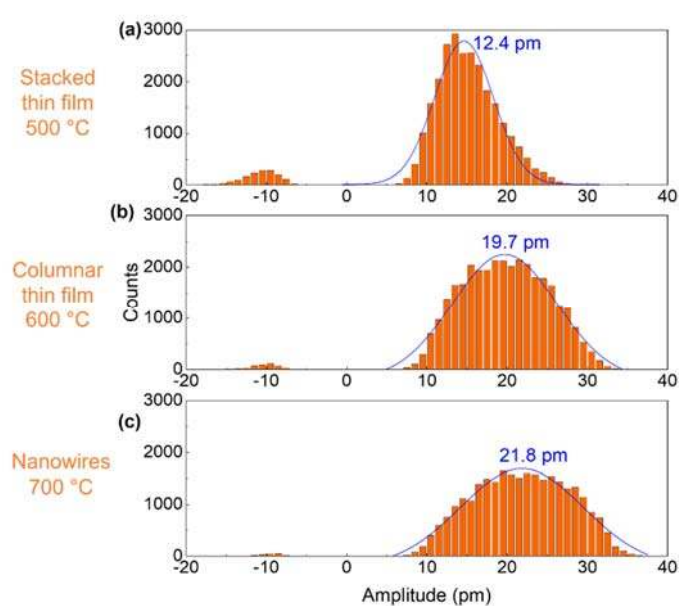 (a)
Stacked
thin film
500 °C
3000
2000
1000
0
12.4 pm
-20 -10 0 10 20 30 40
(b)
Columnar
thin film
600 °C
Counts
3000
2000
1000
0
19.7 pm
-20 -10 0 10 20 30 40
(c)
Nanowires
700 °C
3000
2000
1000
0
21.8 pm
-20 -10 0 10 20 30 40
Amplitude (pm)